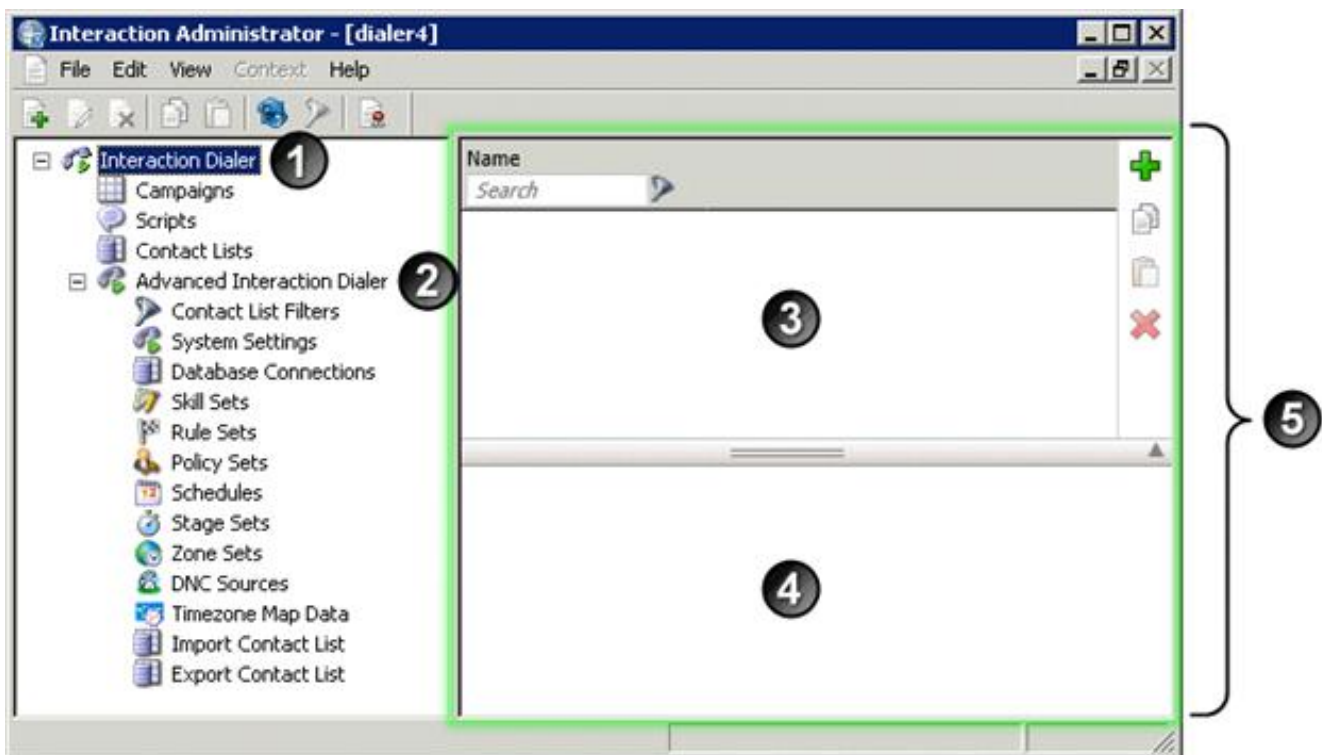 Interaction Administrator - [dialer4]
File Edit View Context Help
Interaction Dialer 1
Campaigns
Scripts
Contact Lists
Advanced Interaction Dialer 2
Contact List Filters
System Settings
Database Connections
Skill Sets
Rule Sets
Policy Sets
Schedules
Stage Sets
Zone Sets
DNC Sources
Timezone Map Data
Import Contact List
Export Contact List
Name
Search
3
4
5